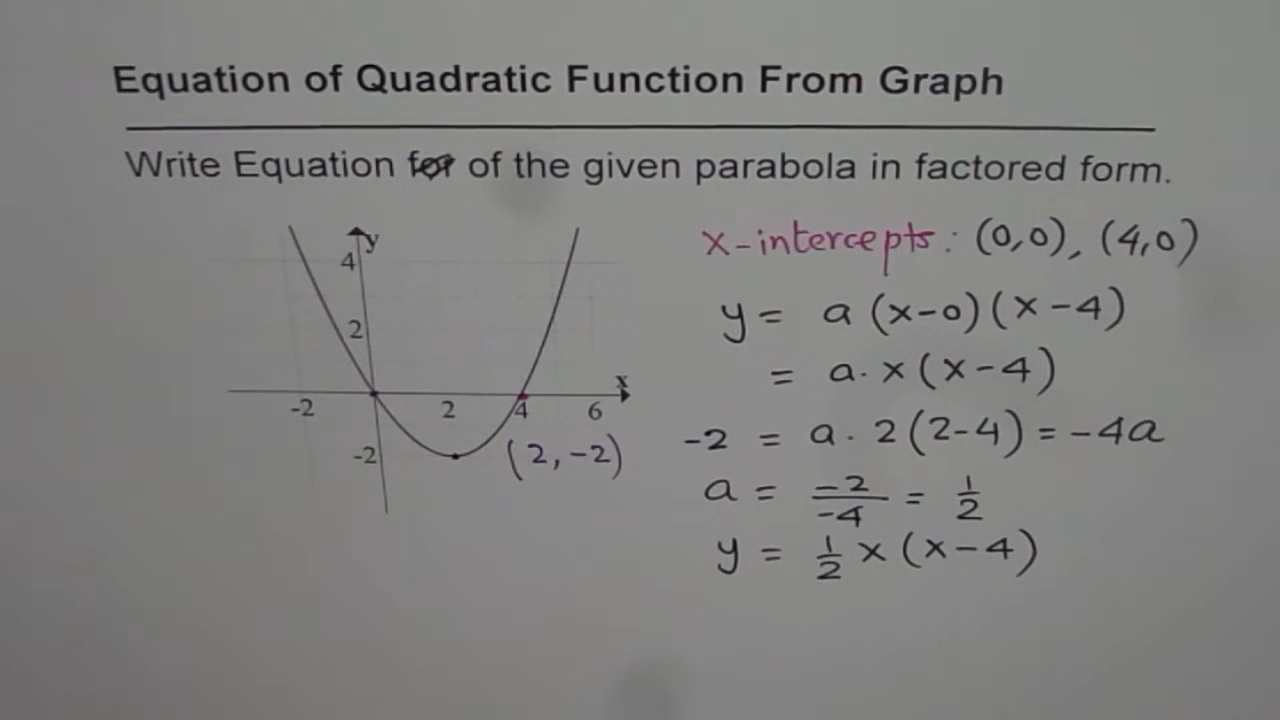 Equation of Quadratic Function From Graph
Write Equation for of the given parabola in factored form.
x-intercepts: (0,0), (4,0)
y = a (x-0)(x-4)
= a·x(x-4)
-2 = a·2(2-4) = -4a
a = -2/-4 = 1/2
y = 1/2 x(x-4)
y
4
2
x
-2
2
4
6
-2
(2,-2)